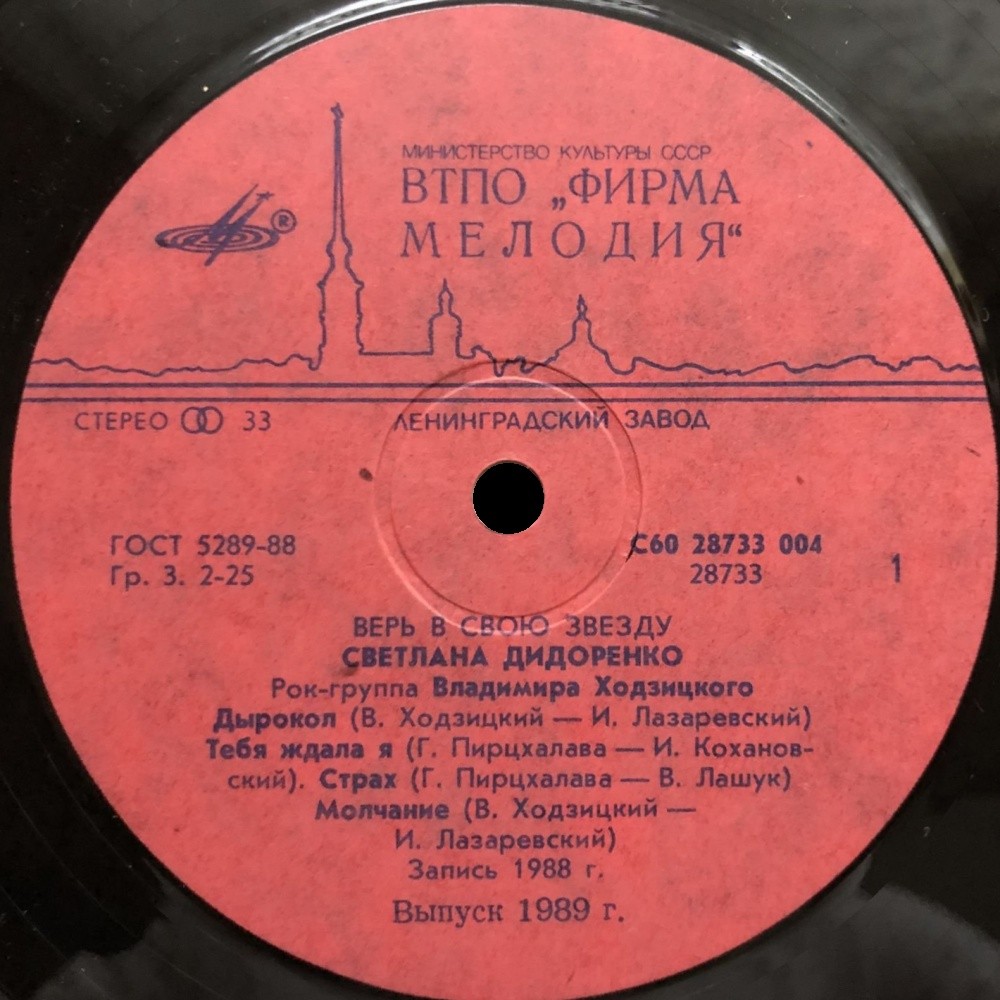 МИНИСТЕРСТВО КУЛЬТУРЫ СССР
ВТПО „ФИРМА
МЕЛОДИЯ“
®
СТЕРЕО 33
ЛЕНИНГРАДСКИЙ ЗАВОД
ГОСТ 5289-88
Гр. 3. 2-25
С60 28733 004
28733
1
ВЕРЬ В СВОЮ ЗВЕЗДУ
СВЕТЛАНА ДИДОРЕНКО
Рок-группа Владимира Ходзицкого
Дырокол (В. Ходзицкий — И. Лазаревский)
Тебя ждала я (Г. Пирцхалава — И. Коханов-
ский). Страх (Г. Пирцхалава — В. Лашук)
Молчание (В. Ходзицкий —
И. Лазаревский)
Запись 1988 г.
Выпуск 1989 г.